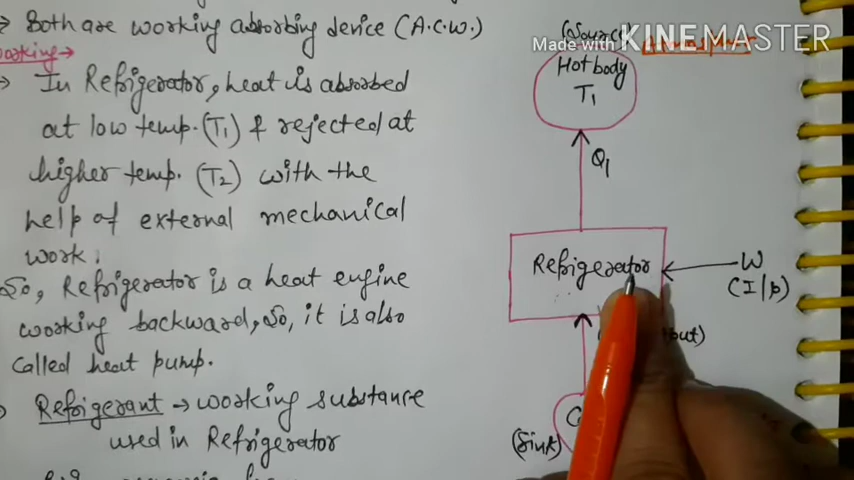 Both are working absorbing device (A.C.W.)
Working→
In Refrigerator, heat is absorbed
at low temp. (T1) & rejected at
higher temp. (T2) with the
help of external mechanical
work.
So, Refrigerator is a heat engine
working backward, So, it is also
called heat pump.
Refrigerant → working substance
used in Refrigerator
(Source)
Made with KINEMASTER
Hot body
T1
Q1
Refrigerator
W
(I/p)
(Sink)